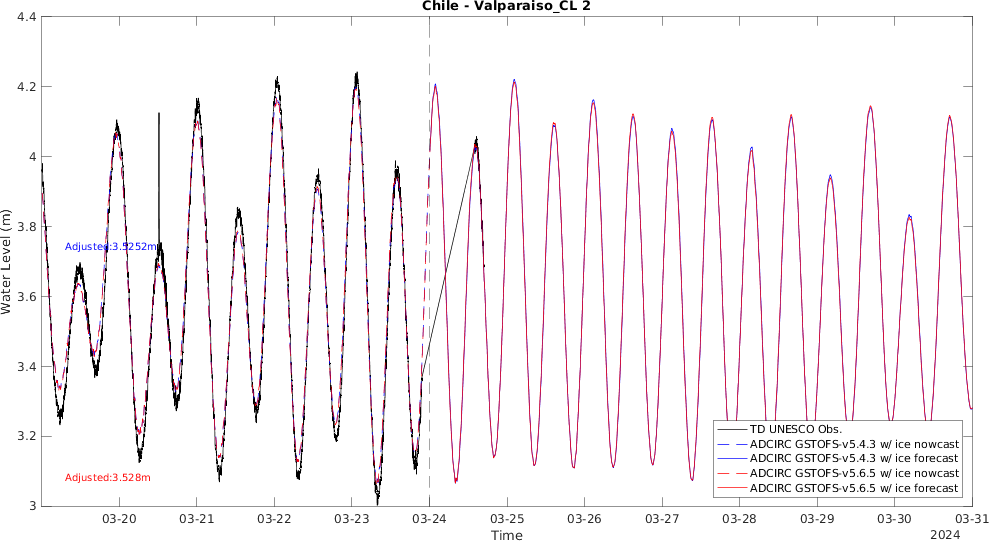 Chile - Valparaiso_CL 2
4.4
4.2
4
3.8
3.6
3.4
3.2
3
Water Level (m)
Adjusted:3.5252m
Adjusted:3.528m
TD UNESCO Obs.
ADCIRC GSTOFS-v5.4.3 w/ ice nowcast
ADCIRC GSTOFS-v5.4.3 w/ ice forecast
ADCIRC GSTOFS-v5.6.5 w/ ice nowcast
ADCIRC GSTOFS-v5.6.5 w/ ice forecast
03-20 03-21 03-22 03-23 03-24 03-25 03-26 03-27 03-28 03-29 03-30 03-31
Time
2024